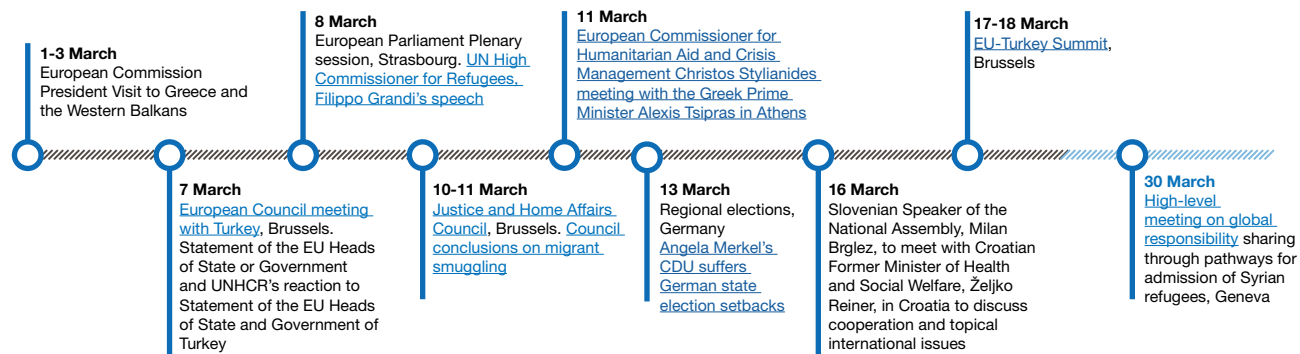 1-3 March
European Commission
President Visit to Greece and
the Western Balkans
7 March
European Council meeting
with Turkey, Brussels.
Statement of the EU Heads
of State or Government
and UNHCR's reaction to
Statement of the EU Heads
of State and Government of
Turkey
8 March
European Parliament Plenary
session, Strasbourg. UN High
Commissioner for Refugees,
Filippo Grandi's speech
10-11 March
Justice and Home Affairs
Council, Brussels. Council
conclusions on migrant
smuggling
11 March
European Commissioner for
Humanitarian Aid and Crisis
Management Christos Stylianides
meeting with the Greek Prime
Minister Alexis Tsipras in Athens
13 March
Regional elections,
Germany
Angela Merkel's
CDU suffers
German state
election setbacks
16 March
Slovenian Speaker of the
National Assembly, Milan
Brglez, to meet with Croatian
Former Minister of Health
and Social Welfare, Željko
Reiner, in Croatia to discuss
cooperation and topical
international issues
17-18 March
EU-Turkey Summit,
Brussels
30 March
High-level
meeting on global
responsibility sharing
through pathways for
admission of Syrian
refugees, Geneva